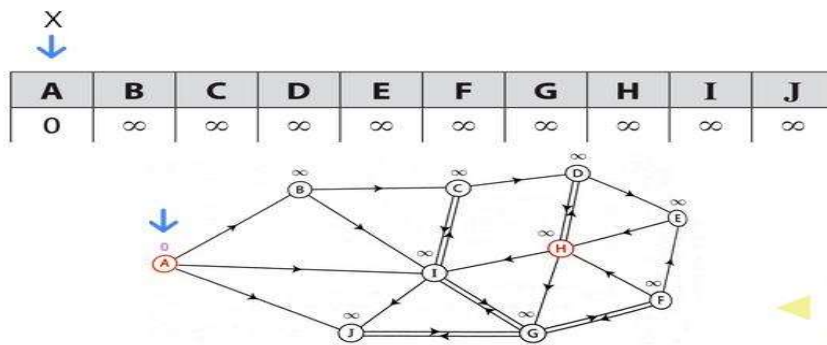 X
A B C D E F G H I J
0 ∞ ∞ ∞ ∞ ∞ ∞ ∞ ∞ ∞
∞ ∞ ∞
B C D
∞
E
0 ∞ ∞
A I H
∞
F
∞ ∞
J G